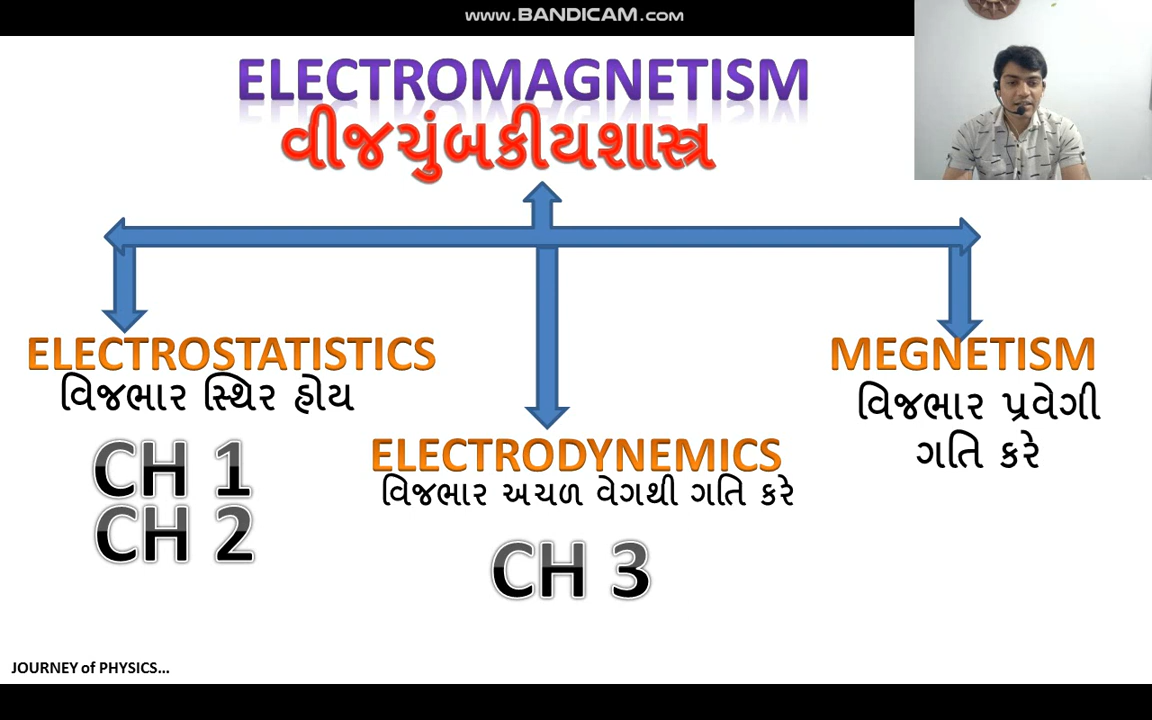 www.BANDICAM.com
ELECTROMAGNETISM
વીજચુંબકીયશાસ્ત્ર
ELECTROSTATISTICS
વિજભાર સ્થિર હોય
CH 1
CH 2
ELECTRODYNEMICS
વિજભાર અચળ વેગથી ગતિ કરે
CH 3
MEGNETISM
વિજભાર પ્રવેગી
ગતિ કરે
JOURNEY of PHYSICS...